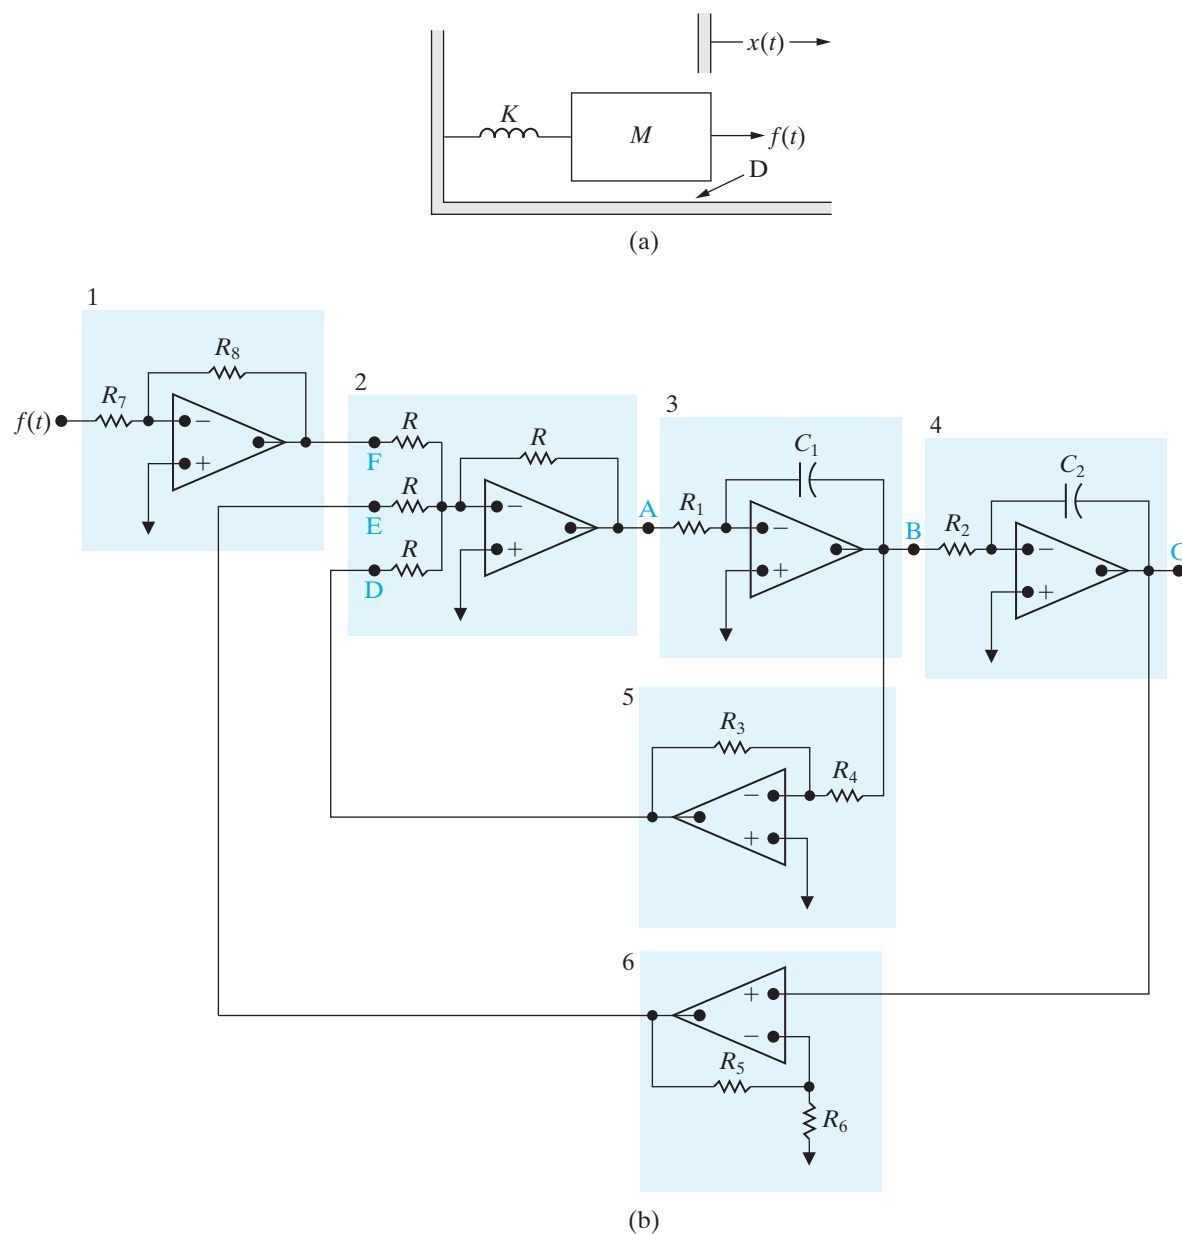 x(t)
K
M
f(t)
D
(a)
1
R8
R7
f(t)
−
+
2
R
F
R
E
R
D
R
−
+
A
3
C1
R1
−
+
B
4
C2
R2
−
+
C
5
R3
R4
−
+
6
+
−
R5
R6
(b)